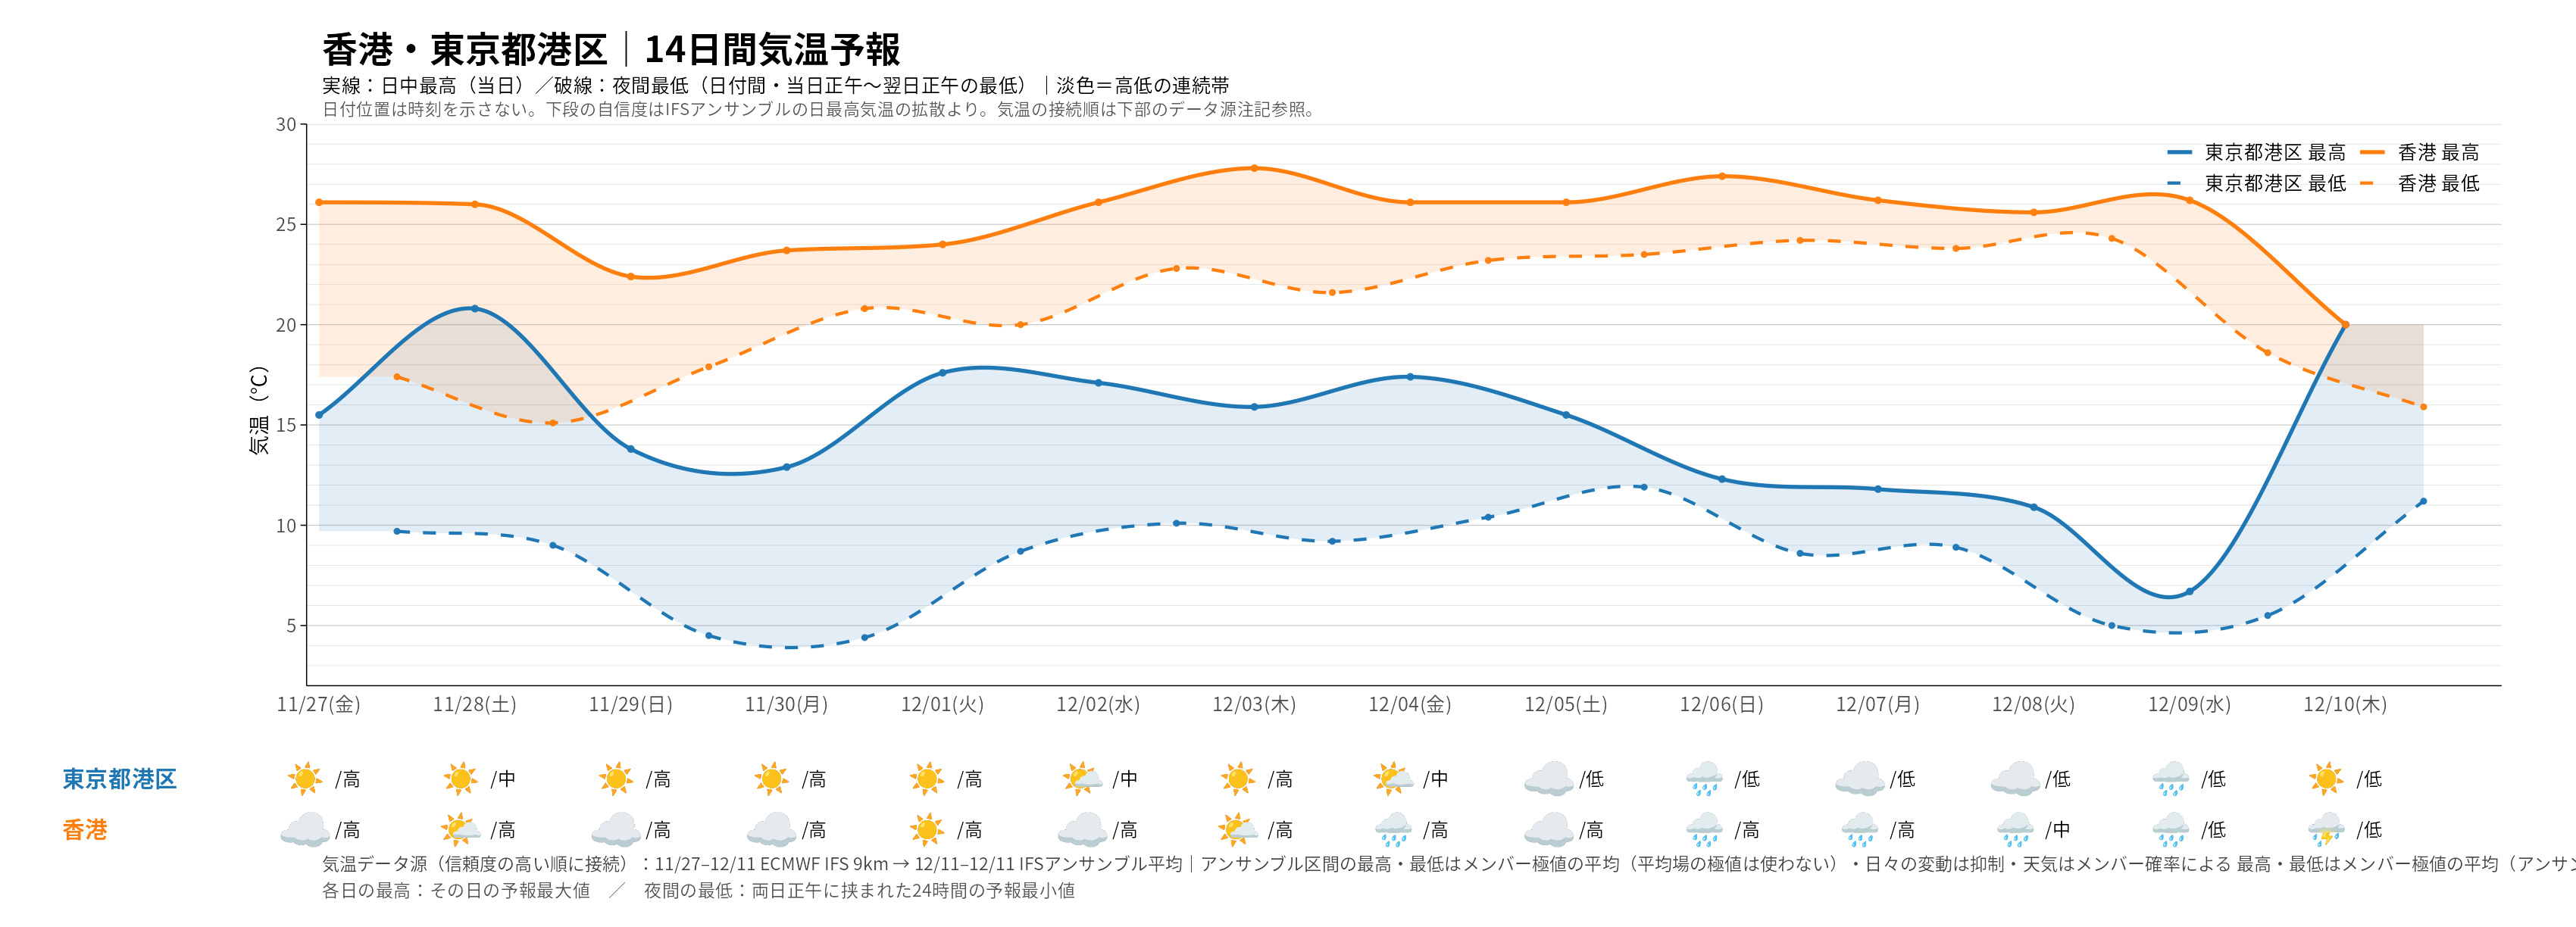 香港・東京都港区｜14日間気温予報
実線：日中最高（当日）／破線：夜間最低（日付間・当日正午～翌日正午の最低）｜淡色＝高低の連続帯
日付位置は時刻を示さない。下段の自信度はIFSアンサンブルの日最高気温の拡散より。気温の接続順は下部のデータ源注記参照。
東京都港区 最高 香港 最高
東京都港区 最低 香港 最低
気温（°C）
30
25
20
15
10
5
11/27(金) 11/28(土) 11/29(日) 11/30(月) 12/01(火) 12/02(水) 12/03(木) 12/04(金) 12/05(土) 12/06(日) 12/07(月) 12/08(火) 12/09(水) 12/10(木)
東京都港区 /高 /中 /高 /高 /高 /中 /高 /中 /低 /低 /低 /低 /低 /低
香港 /高 /高 /高 /高 /高 /高 /高 /高 /高 /高 /高 /中 /低 /低
気温データ源（信頼度の高い順に接続）：11/27–12/11 ECMWF IFS 9km → 12/11–12/11 IFSアンサンブル平均｜アンサンブル区間の最高・最低はメンバー極値の平均（平均場の極値は使わない）・日々の変動は抑制・天気はメンバー確率による 最高・最低はメンバー極値の平均（アンサン
各日の最高：その日の予報最大値　／　夜間の最低：両日正午に挟まれた24時間の予報最小値